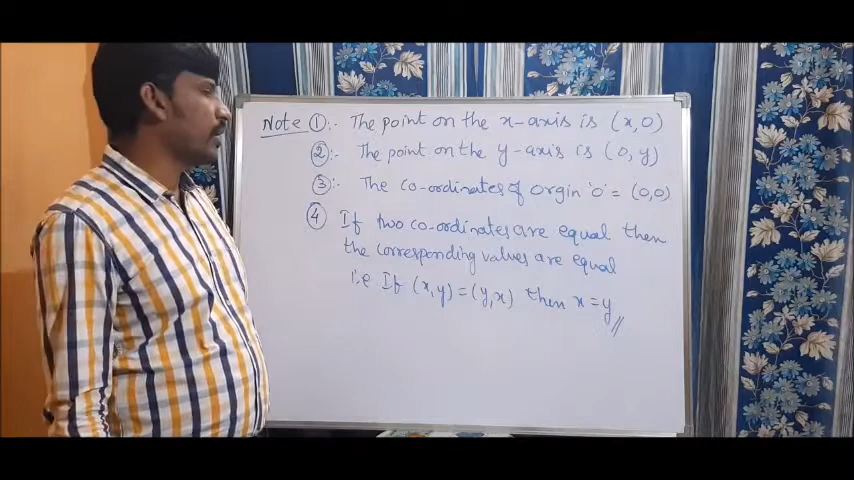 Note ① :- The point on the x-axis is (x,0)
② :- The point on the y-axis is (0,y)
③ :- The co-ordinates of orgin 'o' = (0,0)
④ If two co-ordinates are equal then
the corresponding values are equal
i.e If (x,y) = (y,x) then x = y //